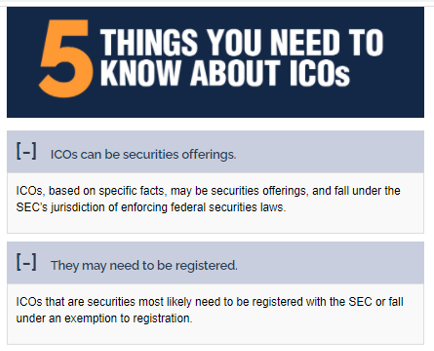 5 THINGS YOU NEED TO
KNOW ABOUT ICOs
[-] ICOs can be securities offerings.
ICOs, based on specific facts, may be securities offerings, and fall under the
SEC's jurisdiction of enforcing federal securities laws.
[-] They may need to be registered.
ICOs that are securities most likely need to be registered with the SEC or fall
under an exemption to registration.